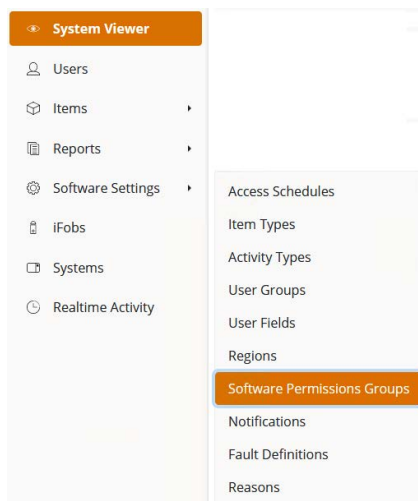 System Viewer
Users
Items
Reports
Software Settings
iFobs
Systems
Realtime Activity
Access Schedules
Item Types
Activity Types
User Groups
User Fields
Regions
Software Permissions Groups
Notifications
Fault Definitions
Reasons